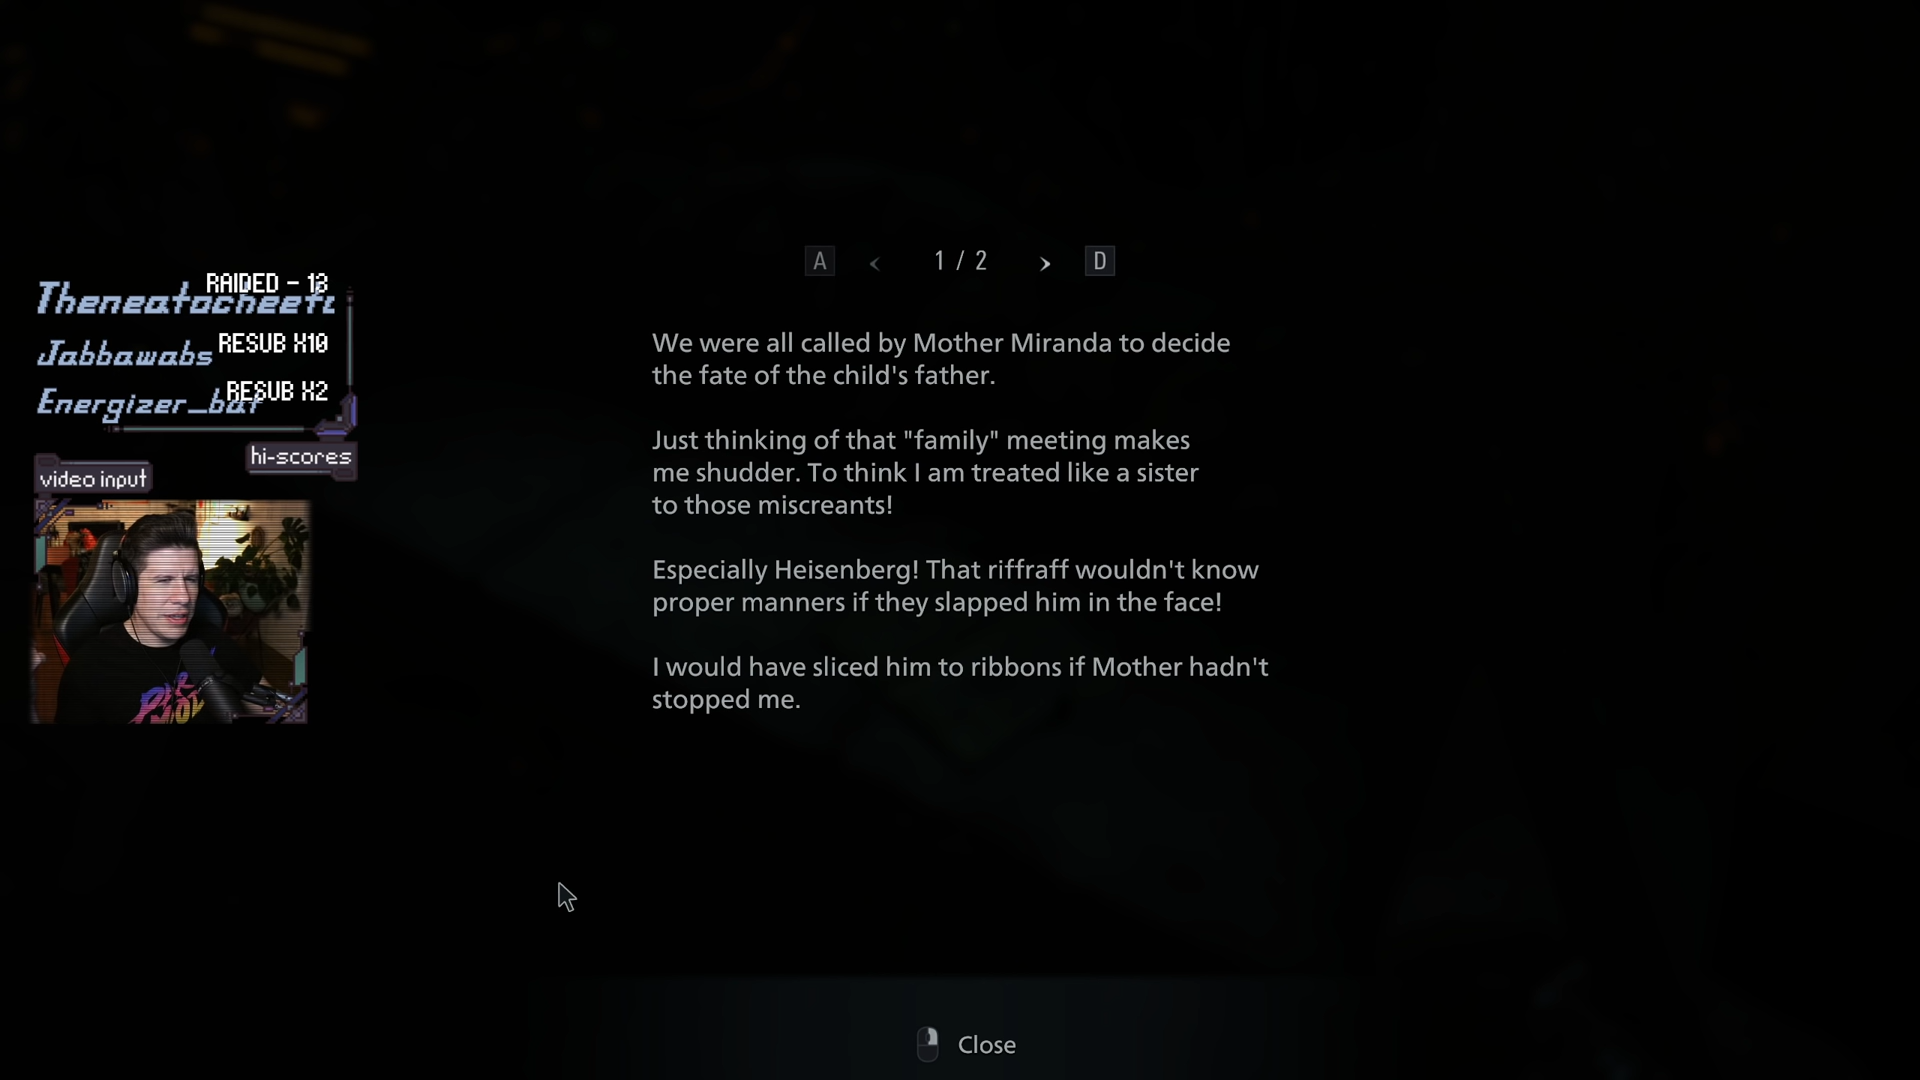 A < 1 / 2 > D
We were all called by Mother Miranda to decide
the fate of the child's father.
Just thinking of that "family" meeting makes
me shudder. To think I am treated like a sister
to those miscreants!
Especially Heisenberg! That riffraff wouldn't know
proper manners if they slapped him in the face!
I would have sliced him to ribbons if Mother hadn't
stopped me.
Close
RAIDED - 13
RESUB X10
Jabbawabs
RESUB X2
Energizer_bar
hi-scores
video input